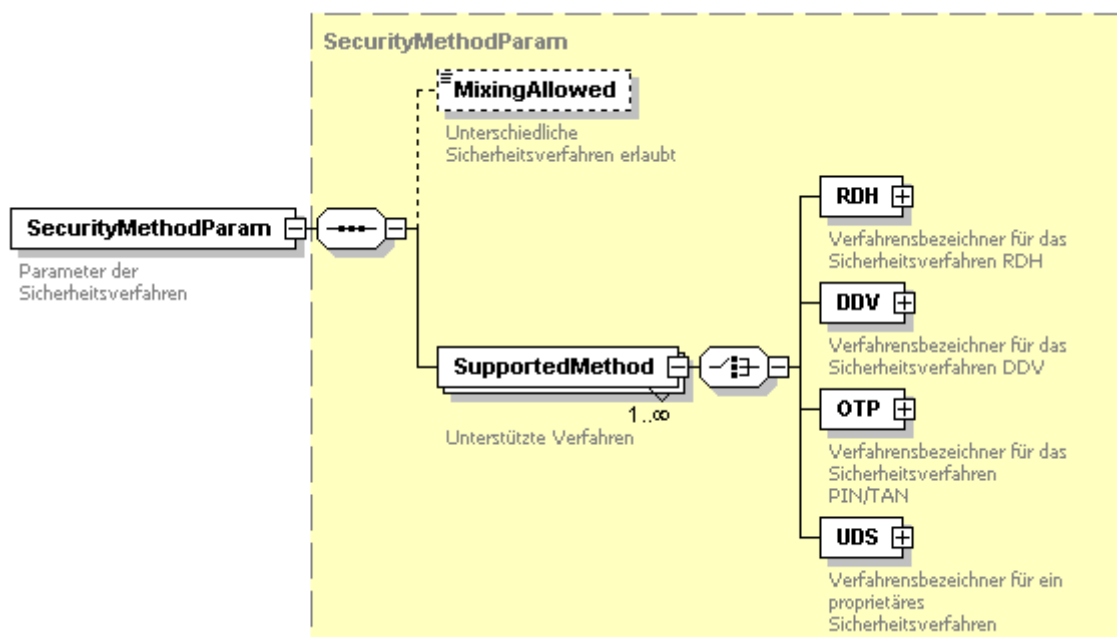 SecurityMethodParam
MixingAllowed
Unterschiedliche
Sicherheitsverfahren erlaubt
SecurityMethodParam
Parameter der
Sicherheitsverfahren
SupportedMethod
1..∞
Unterstützte Verfahren
RDH
Verfahrensbezeichner für das
Sicherheitsverfahren RDH
DDV
Verfahrensbezeichner für das
Sicherheitsverfahren DDV
OTP
Verfahrensbezeichner für das
Sicherheitsverfahren
PIN/TAN
UDS
Verfahrensbezeichner für ein
proprietäres
Sicherheitsverfahren